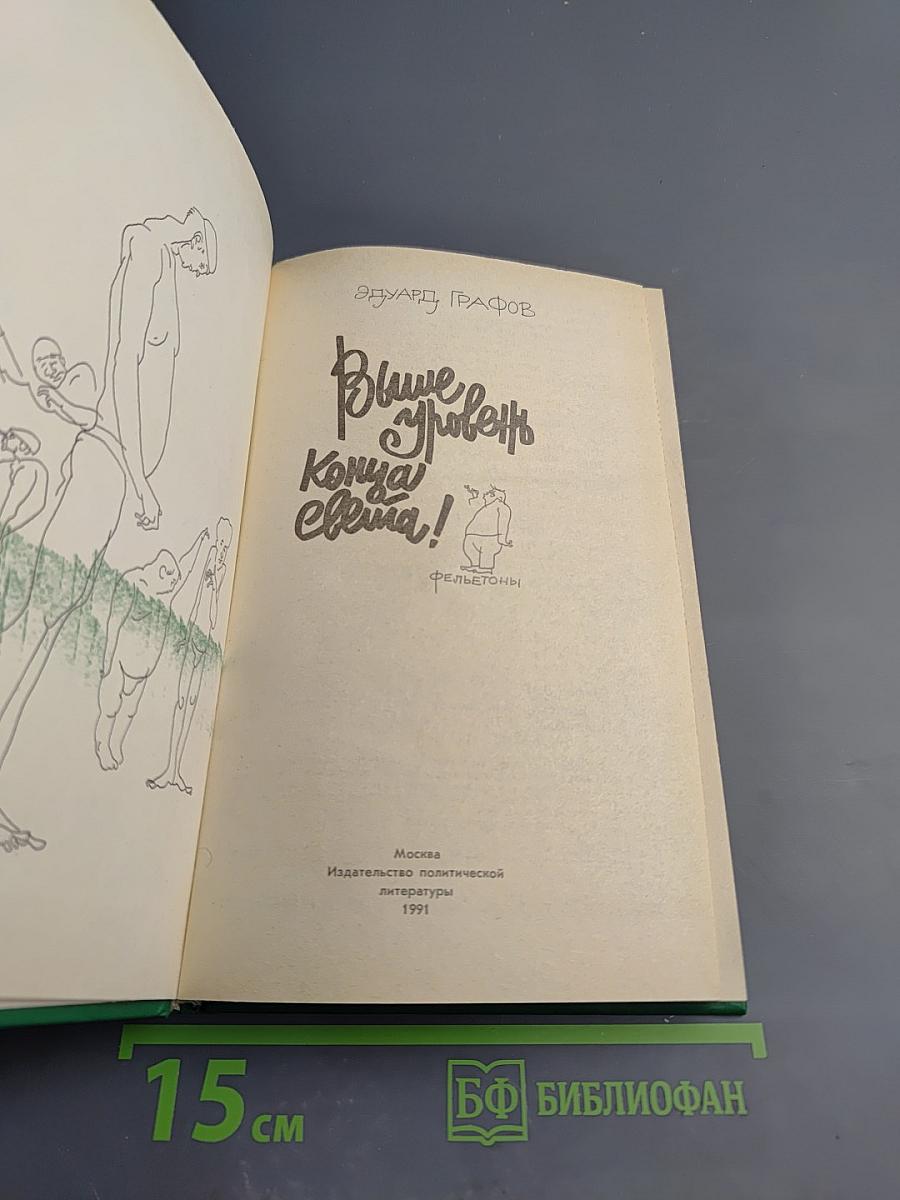 ЭДУАРД ГРАФОВ
Выше
уровень
конца
света!
ФЕЛЬЕТОНЫ
Москва
Издательство политической
литературы
1991
15 см
БФ БИБЛИОФАН